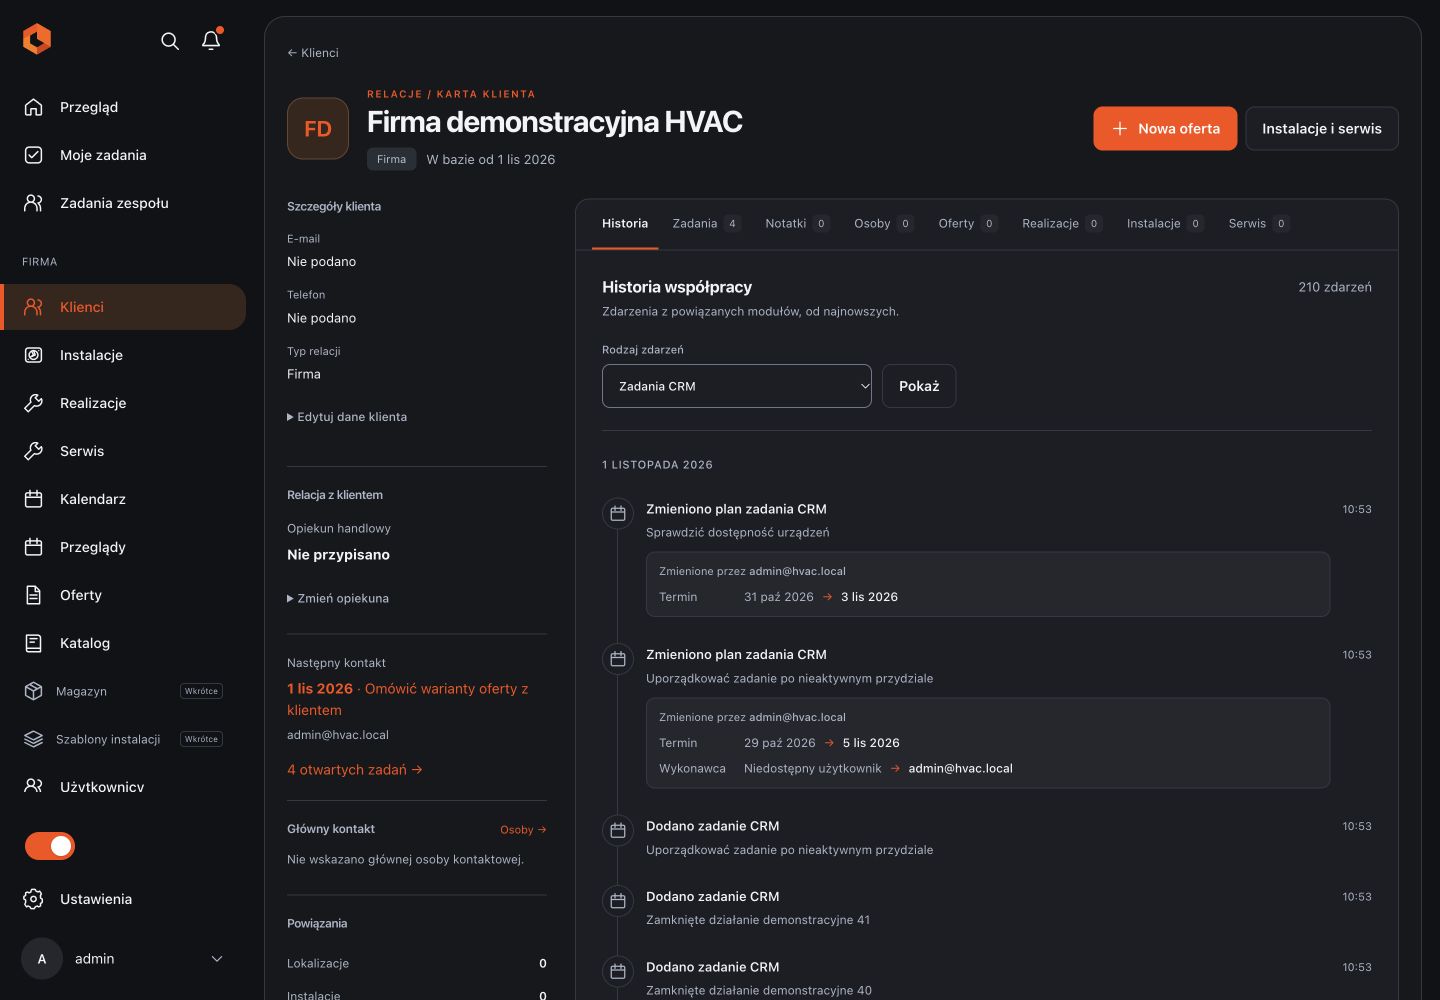 Przegląd
Moje zadania
Zadania zespołu
FIRMA
Klienci
Instalacje
Realizacje
Serwis
Kalendarz
Przeglądy
Oferty
Katalog
Magazyn Wkrótce
Szablony instalacji Wkrótce
Użytkownicy
Ustawienia
A admin
← Klienci
FD
RELACJE / KARTA KLIENTA
Firma demonstracyjna HVAC
Firma W bazie od 1 lis 2026
+ Nowa oferta
Instalacje i serwis
Szczegóły klienta
E-mail
Nie podano
Telefon
Nie podano
Typ relacji
Firma
▶ Edytuj dane klienta
Relacja z klientem
Opiekun handlowy
Nie przypisano
▶ Zmień opiekuna
Następny kontakt
1 lis 2026 · Omówić warianty oferty z
klientem
admin@hvac.local
4 otwartych zadań →
Główny kontakt Osoby →
Nie wskazano głównej osoby kontaktowej.
Powiązania
Lokalizacje 0
Instalacje 0
Historia Zadania 4 Notatki 0 Osoby 0 Oferty 0 Realizacje 0 Instalacje 0 Serwis 0
Historia współpracy 210 zdarzeń
Zdarzenia z powiązanych modułów, od najnowszych.
Rodzaj zdarzeń
Zadania CRM Pokaż
1 LISTOPADA 2026
Zmieniono plan zadania CRM 10:53
Sprawdzić dostępność urządzeń
Zmienione przez admin@hvac.local
Termin 31 paź 2026 → 3 lis 2026
Zmieniono plan zadania CRM 10:53
Uporządkować zadanie po nieaktywnym przydziale
Zmienione przez admin@hvac.local
Termin 29 paź 2026 → 5 lis 2026
Wykonawca Niedostępny użytkownik → admin@hvac.local
Dodano zadanie CRM 10:53
Uporządkować zadanie po nieaktywnym przydziale
Dodano zadanie CRM 10:53
Zamknięte działanie demonstracyjne 41
Dodano zadanie CRM 10:53
Zamknięte działanie demonstracyjne 40